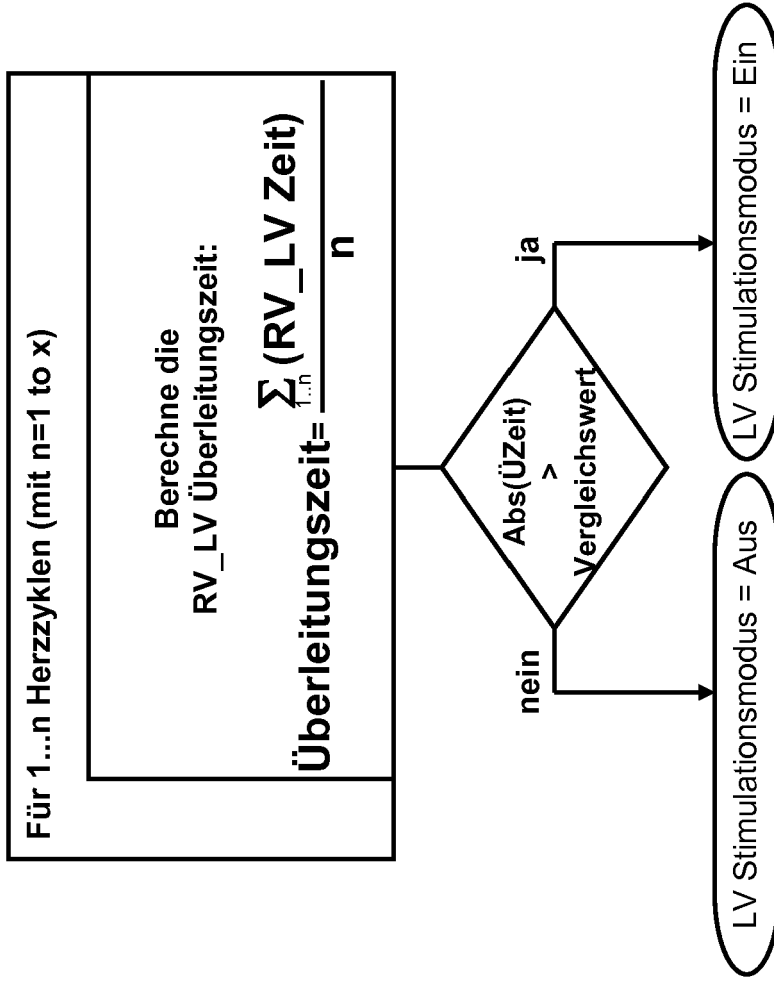 Für 1...n Herzzyklen (mit n=1 to x)
Berechne die
RV_LV Überleitungszeit:
Überleitungszeit= Σ (RV_LV Zeit)
1..n
n
Abs(ÜZeit)
>
Vergleichswert
nein
ja
LV Stimulationsmodus = Aus
LV Stimulationsmodus = Ein